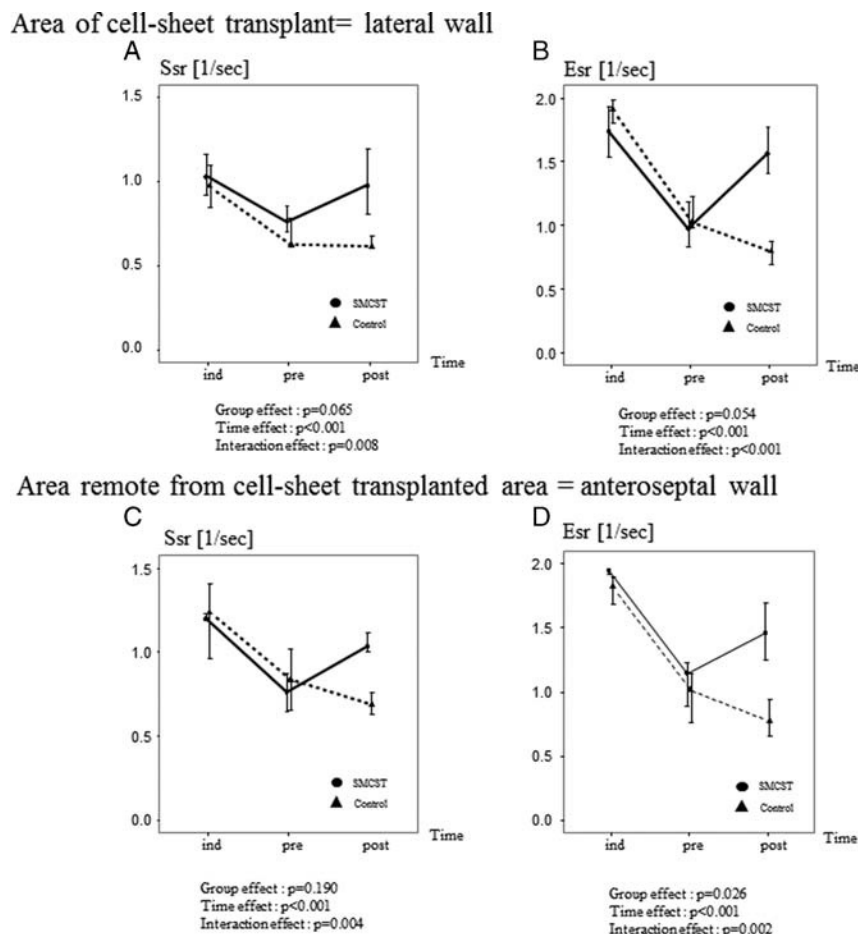 Area of cell-sheet transplant= lateral wall
A
Ssr [1/sec]
1.5
1.0
0.5
0.0
SMCST
Control
Time
ind pre post
Group effect : p=0.065
Time effect : p<0.001
Interaction effect : p=0.008
B
Esr [1/sec]
2.0
1.5
1.0
0.5
0.0
SMCST
Control
Time
ind pre post
Group effect : p=0.054
Time effect : p<0.001
Interaction effect : p<0.001
Area remote from cell-sheet transplanted area = anteroseptal wall
C
Ssr [1/sec]
1.5
1.0
0.5
0.0
SMCST
Control
Time
ind pre post
Group effect : p=0.190
Time effect : p<0.001
Interaction effect : p=0.004
D
Esr [1/sec]
2.0
1.5
1.0
0.5
0.0
SMCST
Control
Time
ind pre post
Group effect : p=0.026
Time effect : p<0.001
Interaction effect : p=0.002